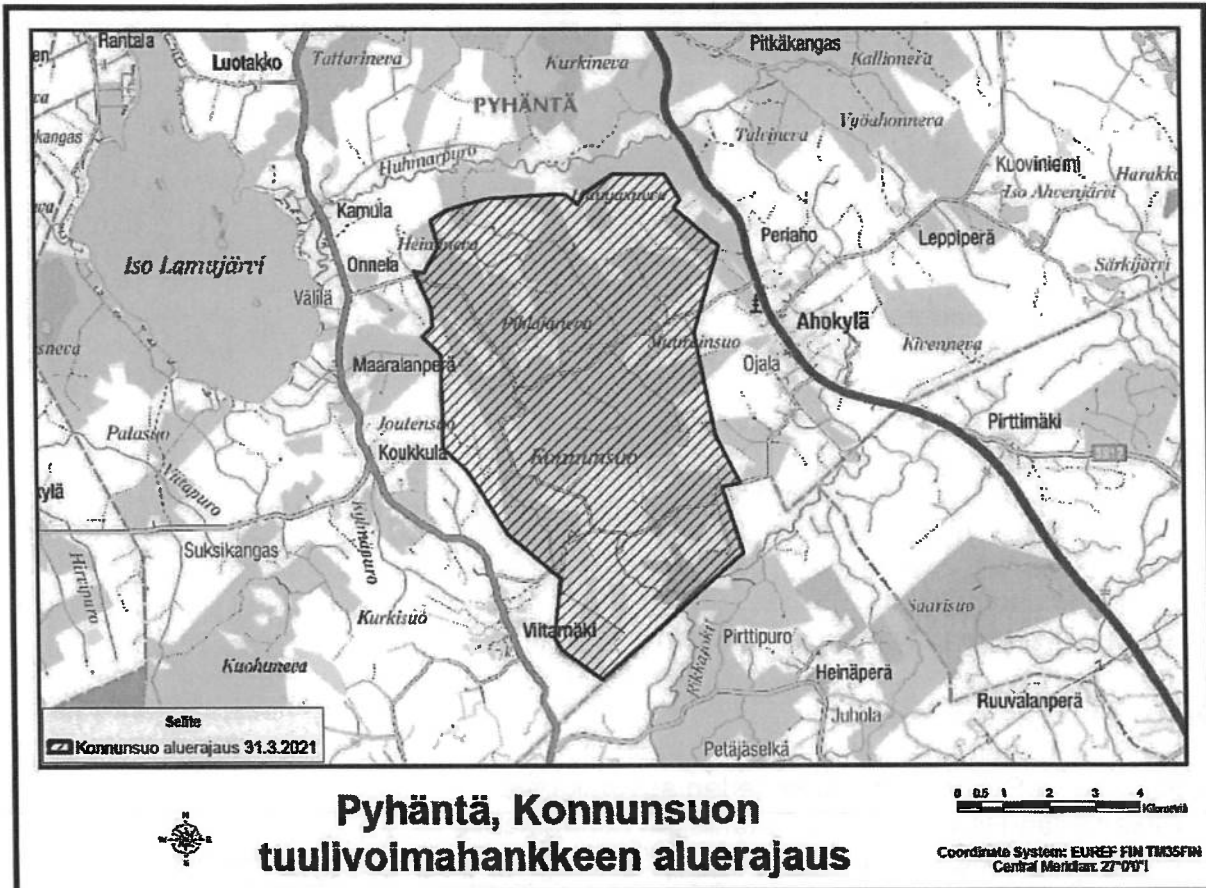 Rantala
Luotakko
Tattarineva
Kurkineva
Pitkäkangas
Kallioneva
PYHÄNTÄ
Vyöahonneva
Talvineva
Kuoviniemi
Iso Ahvenjärvi
Huhmarpuro
Kamula
Periaho
Leppiperä
Särkijärvi
Iso Lamujärvi
Onnela
Välilä
Pihlajaneva
Ahokylä
Kivenneva
Maaralanperä
Ojala
Joutensuo
Koukkula
Pirttimäki
Palasuo
Viitapuro
Konnunsuo
Kylmäpuro
Suksikangas
Hirsipuro
Kurkisuo
Viitamäki
Saarisuo
Pirttipuro
Heinäperä
Kuohuneva
Juhola
Ruuvalanperä
Petäjäselkä
Selite
Konnunsuo aluerajaus 31.3.2021
Pyhäntä, Konnunsuon
tuulivoimahankkeen aluerajaus
N
W E
S
0 0.5 1 2 3 4
Kilometriä
Coordinate System: EUREF FIN TM35FIN